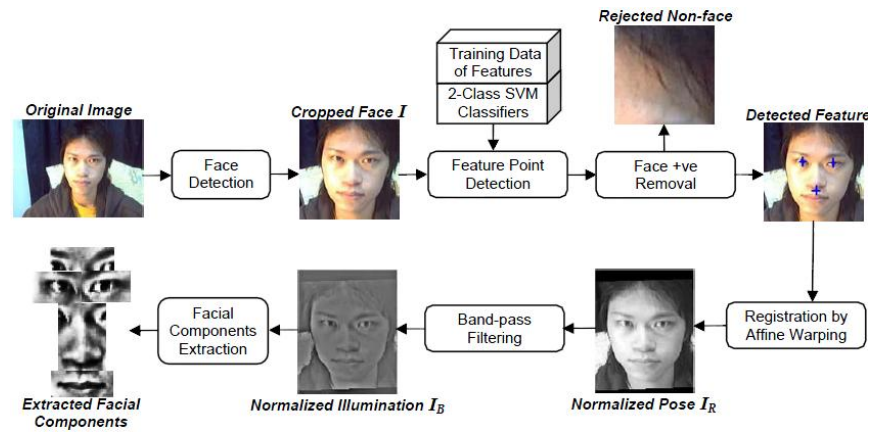 Rejected Non-face
Training Data
of Features
2-Class SVM
Classifiers
Original Image
Cropped Face I
Detected Feature
Face
Detection
Feature Point
Detection
Face +ve
Removal
Facial
Components
Extraction
Band-pass
Filtering
Registration by
Affine Warping
Extracted Facial
Components
Normalized Illumination I_B
Normalized Pose I_R